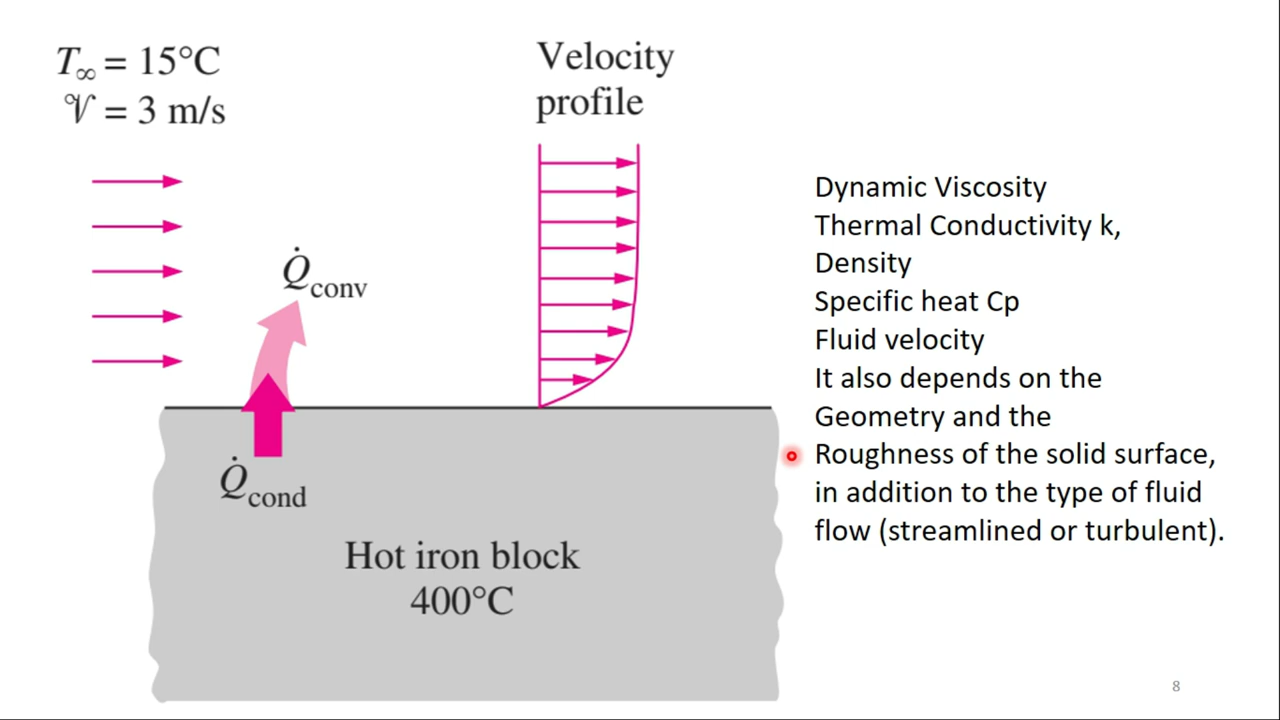 T∞ = 15°C
𝒱 = 3 m/s
Velocity
profile
Q̇conv
Q̇cond
Hot iron block
400°C
Dynamic Viscosity
Thermal Conductivity k,
Density
Specific heat Cp
Fluid velocity
It also depends on the
Geometry and the
Roughness of the solid surface,
in addition to the type of fluid
flow (streamlined or turbulent).
8